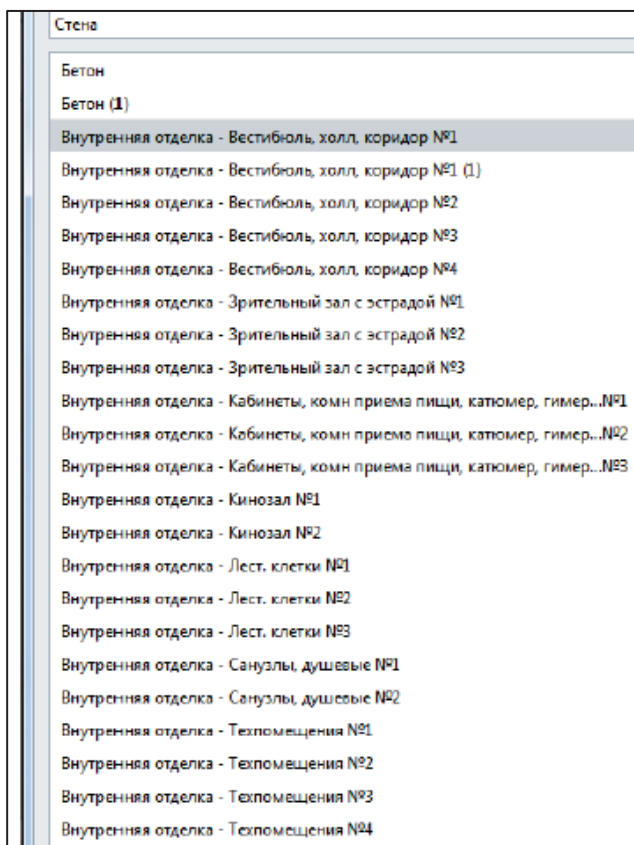 Стена
Бетон
Бетон (1)
Внутренняя отделка - Вестибюль, холл, коридор №1
Внутренняя отделка - Вестибюль, холл, коридор №1 (1)
Внутренняя отделка - Вестибюль, холл, коридор №2
Внутренняя отделка - Вестибюль, холл, коридор №3
Внутренняя отделка - Вестибюль, холл, коридор №4
Внутренняя отделка - Зрительный зал с эстрадой №1
Внутренняя отделка - Зрительный зал с эстрадой №2
Внутренняя отделка - Зрительный зал с эстрадой №3
Внутренняя отделка - Кабинеты, комн приема пищи, катюмер, гимер...№1
Внутренняя отделка - Кабинеты, комн приема пищи, катюмер, гимер...№2
Внутренняя отделка - Кабинеты, комн приема пищи, катюмер, гимер...№3
Внутренняя отделка - Кинозал №1
Внутренняя отделка - Кинозал №2
Внутренняя отделка - Лест. клетки №1
Внутренняя отделка - Лест. клетки №2
Внутренняя отделка - Лест. клетки №3
Внутренняя отделка - Санузлы, душевые №1
Внутренняя отделка - Санузлы, душевые №2
Внутренняя отделка - Техпомещения №1
Внутренняя отделка - Техпомещения №2
Внутренняя отделка - Техпомещения №3
Внутренняя отделка - Техпомещения №4